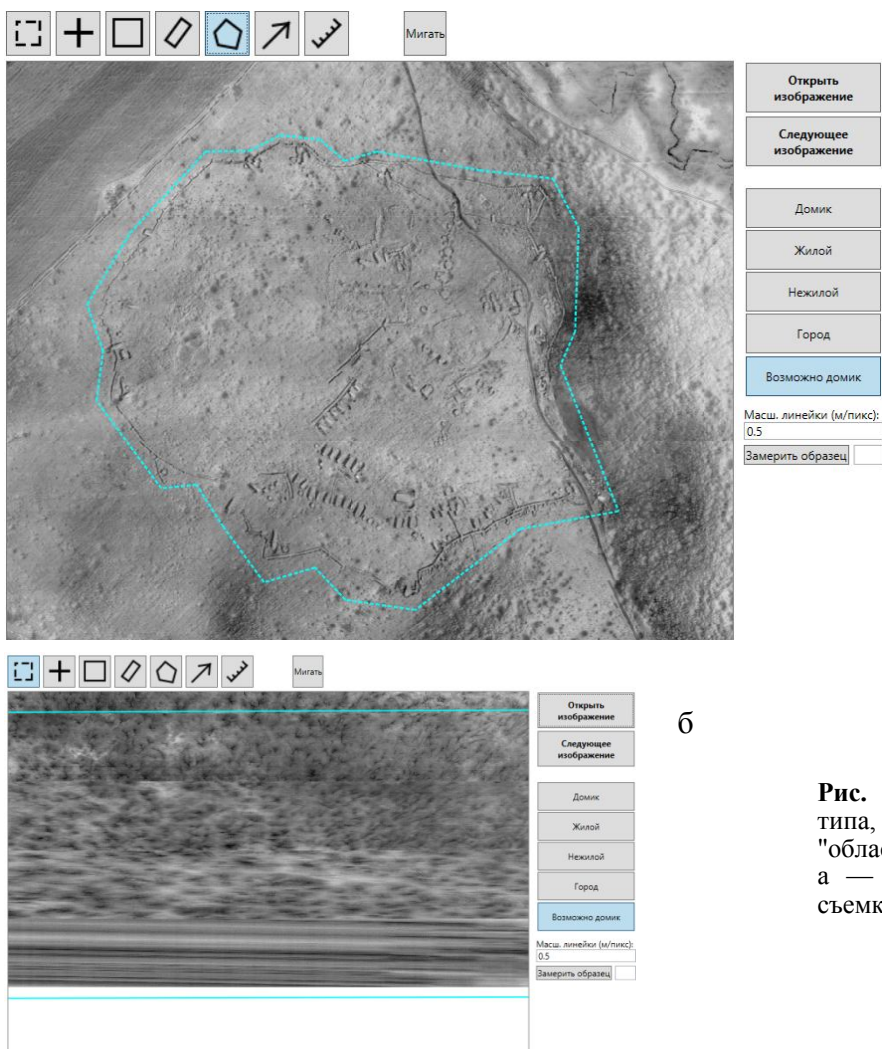 Мигать
Открыть
изображение
Следующее
изображение
Домик
Жилой
Нежилой
Город
Возможно домик
Масш. линейки (м/пикс):
0.5
Замерить образец
Мигать
Открыть
изображение
Следующее
изображение
Домик
Жилой
Нежилой
Город
Возможно домик
Масш. линейки (м/пикс):
0.5
Замерить образец
б
Рис.
типа,
"облас
а —
съемк